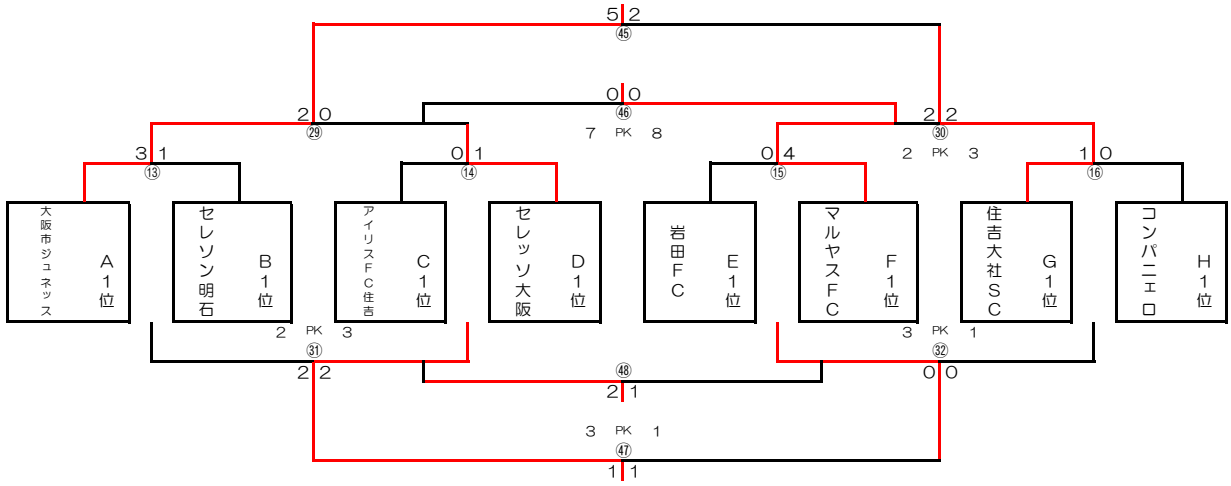 5 2
㊺
0 0
㊻
7 PK 8
2 0
㉙
2 2
㉚
2 PK 3
3 1
⑬
0 1
⑭
0 4
⑮
1 0
⑯
大阪市ジュネッス
A1位
セレソン明石
B1位
アイリスFC住吉
C1位
セレッソ大阪
D1位
岩田FC
E1位
マルヤスFC
F1位
住吉大社SC
G1位
コンパニェロ
H1位
2 PK 3
㉛
2 2
3 PK 1
㉜
0 0
㊽
2 1
3 PK 1
㊼
1 1